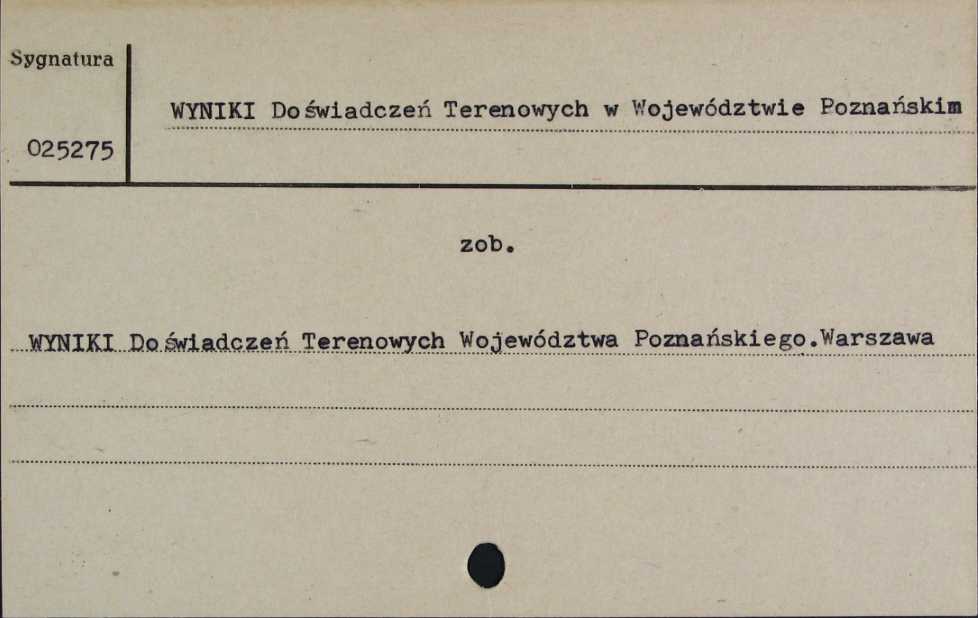 Sygnatura
WYNIKI Doświadczeń Terenowych w Województwie Poznańskim
025275
zob.
WYNIKI Doświadczeń Terenowych Województwa Poznańskiego.Warszawa